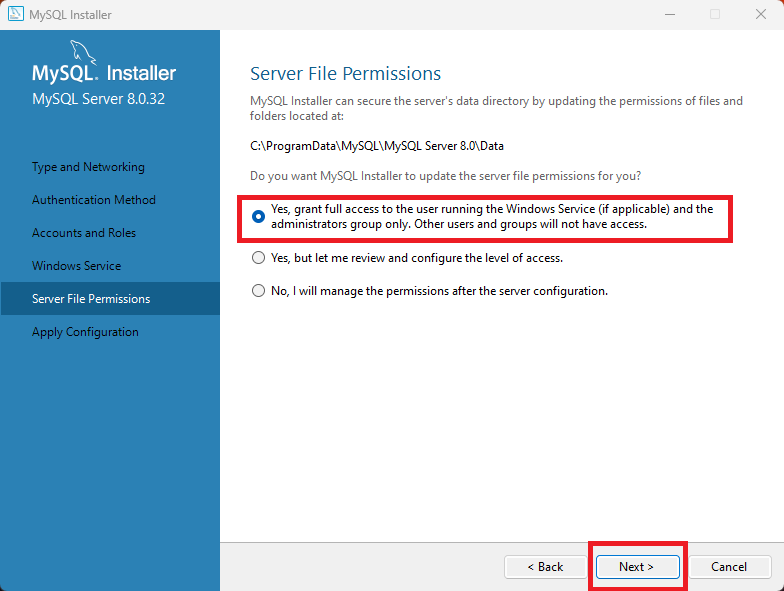 MySQL Installer
MySQL. Installer
MySQL Server 8.0.32
Type and Networking
Authentication Method
Accounts and Roles
Windows Service
Server File Permissions
Apply Configuration
Server File Permissions
MySQL Installer can secure the server's data directory by updating the permissions of files and
folders located at:
C:\ProgramData\MySQL\MySQL Server 8.0\Data
Do you want MySQL Installer to update the server file permissions for you?
Yes, grant full access to the user running the Windows Service (if applicable) and the
administrators group only. Other users and groups will not have access.
Yes, but let me review and configure the level of access.
No, I will manage the permissions after the server configuration.
< Back
Next >
Cancel